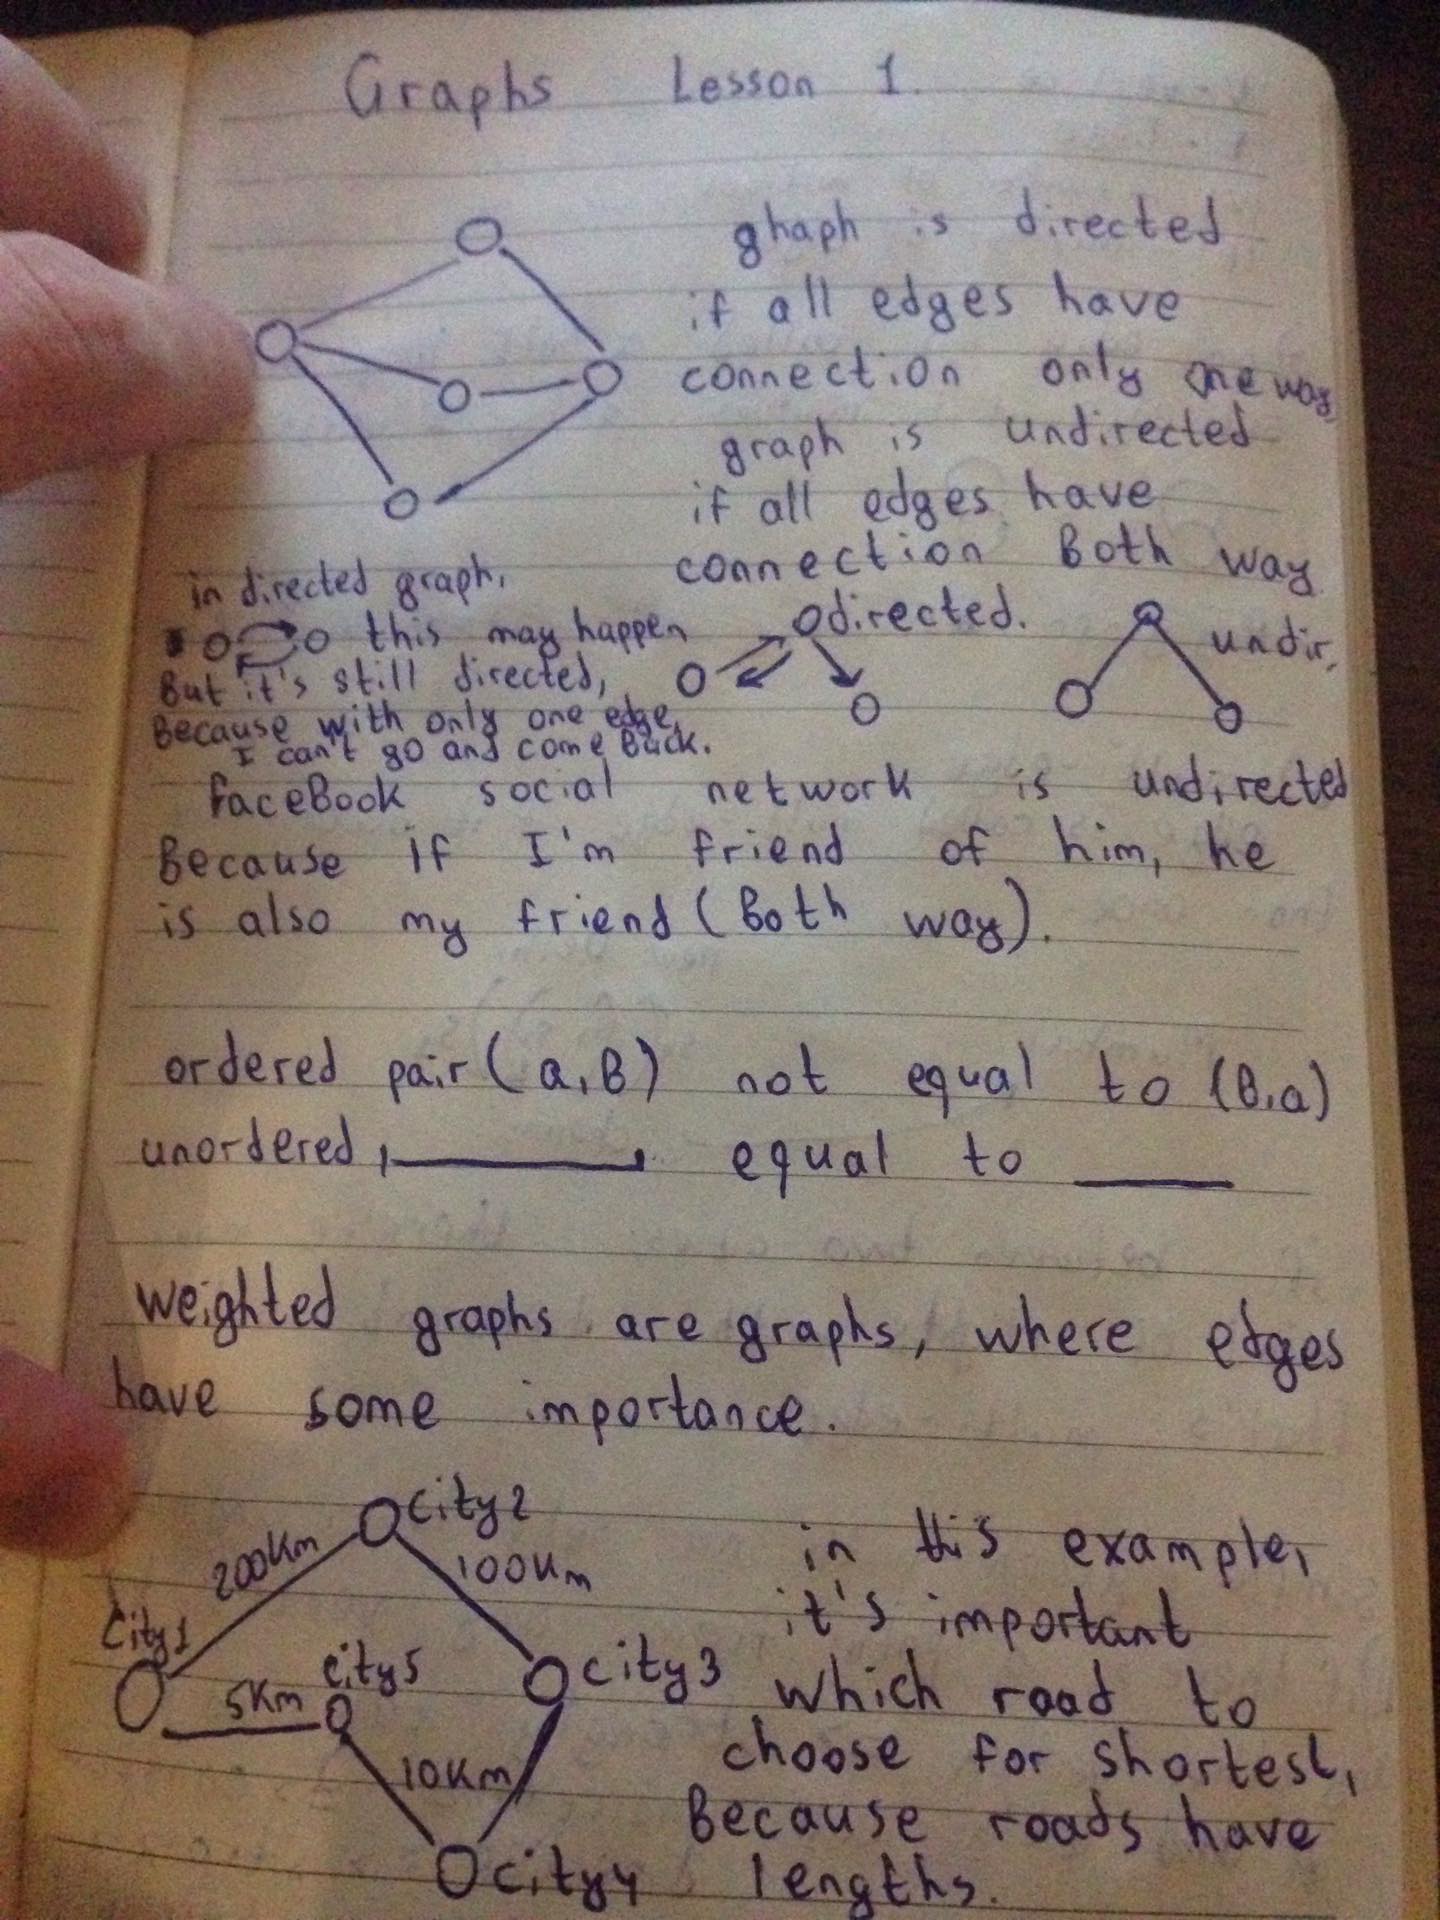 Graphs Lesson 1.
ghaph is directed
if all edges have
connection only one way
graph is undirected
if all edges have
connection Both way
in directed graph,
this may happen
But it's still directed,
Because with only one edge,
I can't go and come Back.
directed.
undir,
faceBook social network is undirected
Because if I'm friend of him, he
is also my friend (Both way).
ordered pair (a,B) not equal to (B,a)
unordered equal to
weighted graphs are graphs, where edges
have some importance.
City1
200Km
City2
100Km
5Km
City5
City3
10Km
City4
in this example,
it's important
which road to
choose for shortest,
Because roads have
lengths.